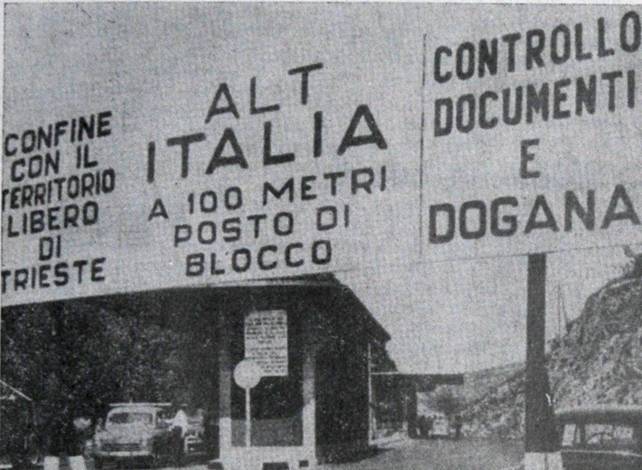 CONFINE
CON IL
TERRITORIO
LIBERO
DI
TRIESTE
ALT
ITALIA
A 100 METRI
POSTO DI
BLOCCO
CONTROLLO
DOCUMENTI
E
DOGANA